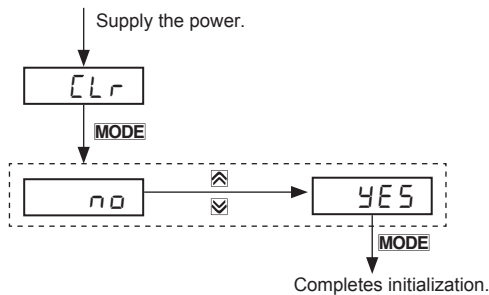 Supply the power.
CLr
MODE
no
YES
MODE
Completes initialization.